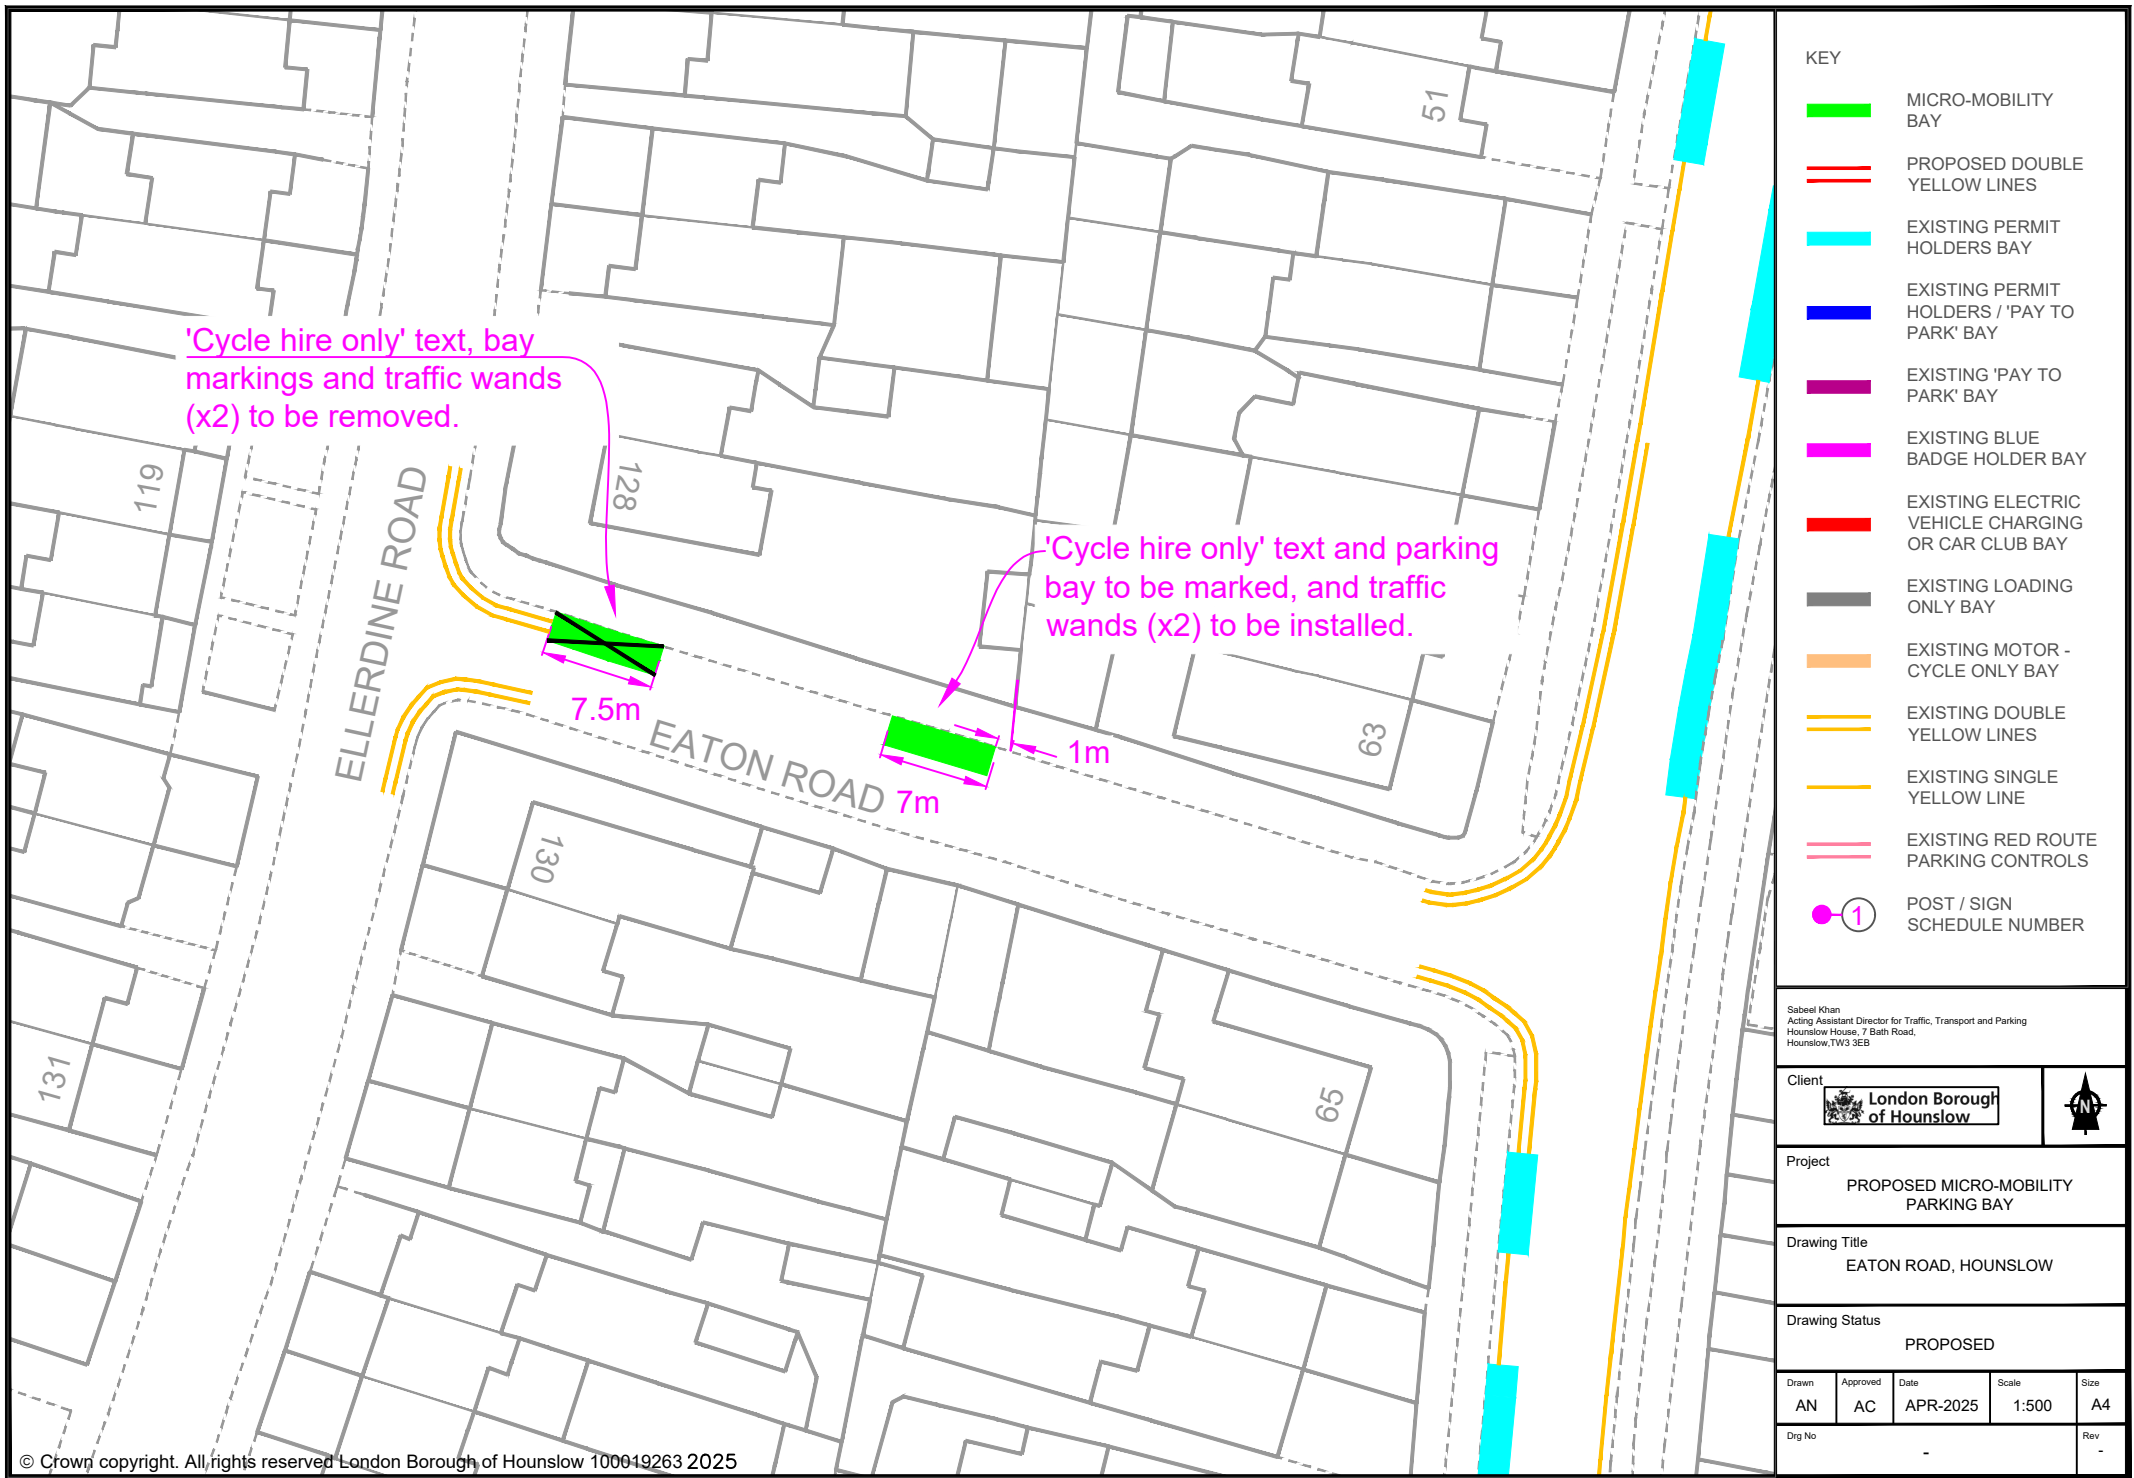 'Cycle hire only' text, bay
markings and traffic wands
(x2) to be removed.
51
119
128
ELLERDINE ROAD
'Cycle hire only' text and parking
bay to be marked, and traffic
wands (x2) to be installed.
7.5m
EATON ROAD
7m
1m
63
130
131
65
© Crown copyright. All rights reserved London Borough of Hounslow 100019263 2025
KEY
MICRO-MOBILITY
BAY
PROPOSED DOUBLE
YELLOW LINES
EXISTING PERMIT
HOLDERS BAY
EXISTING PERMIT
HOLDERS / 'PAY TO
PARK' BAY
EXISTING 'PAY TO
PARK' BAY
EXISTING BLUE
BADGE HOLDER BAY
EXISTING ELECTRIC
VEHICLE CHARGING
OR CAR CLUB BAY
EXISTING LOADING
ONLY BAY
EXISTING MOTOR -
CYCLE ONLY BAY
EXISTING DOUBLE
YELLOW LINES
EXISTING SINGLE
YELLOW LINE
EXISTING RED ROUTE
PARKING CONTROLS
1
POST / SIGN
SCHEDULE NUMBER
Sabeel Khan
Acting Assistant Director for Traffic, Transport and Parking
Hounslow House, 7 Bath Road,
Hounslow,TW3 3EB
Client
London Borough
of Hounslow
N
Project
PROPOSED MICRO-MOBILITY
PARKING BAY
Drawing Title
EATON ROAD, HOUNSLOW
Drawing Status
PROPOSED
Drawn Approved Date Scale Size
AN AC APR-2025 1:500 A4
Drg No Rev
- -